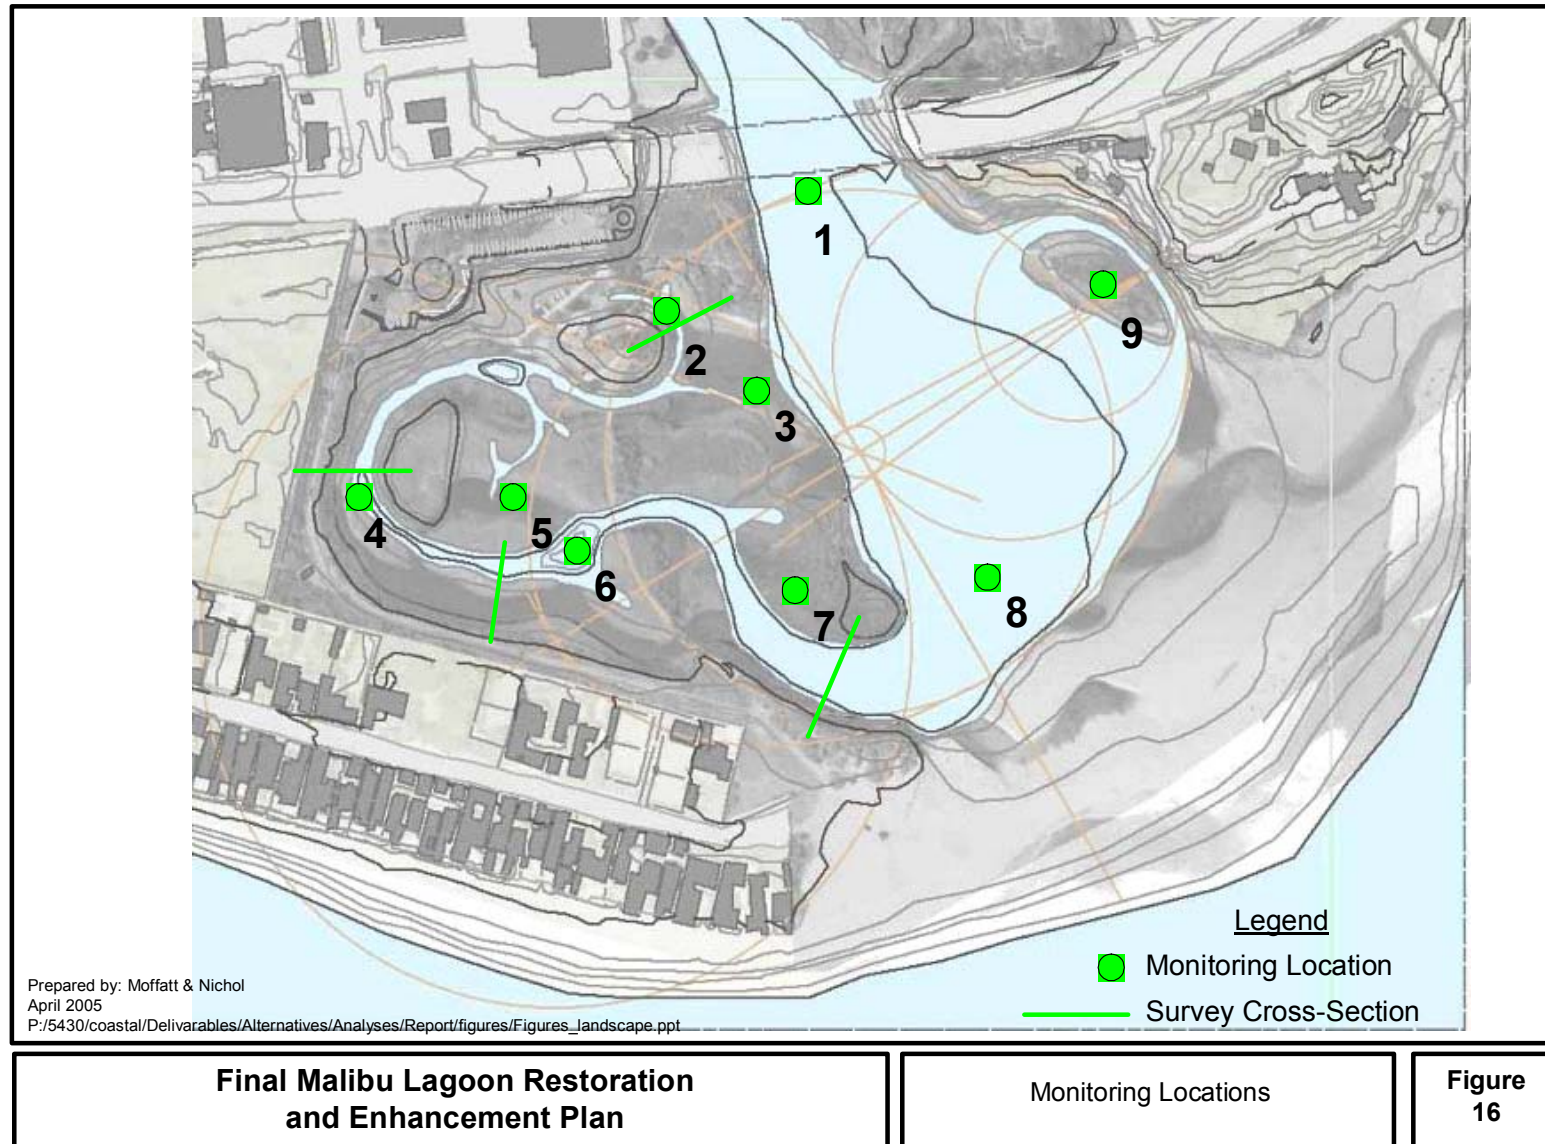 1
9
2
3
4
5
6
7
8
Legend
Monitoring Location
Survey Cross-Section
Prepared by: Moffatt & Nichol
April 2005
P:/5430/coastal/Delivarables/Alternatives/Analyses/Report/figures/Figures_landscape.ppt
Final Malibu Lagoon Restoration
and Enhancement Plan
Monitoring Locations
Figure
16